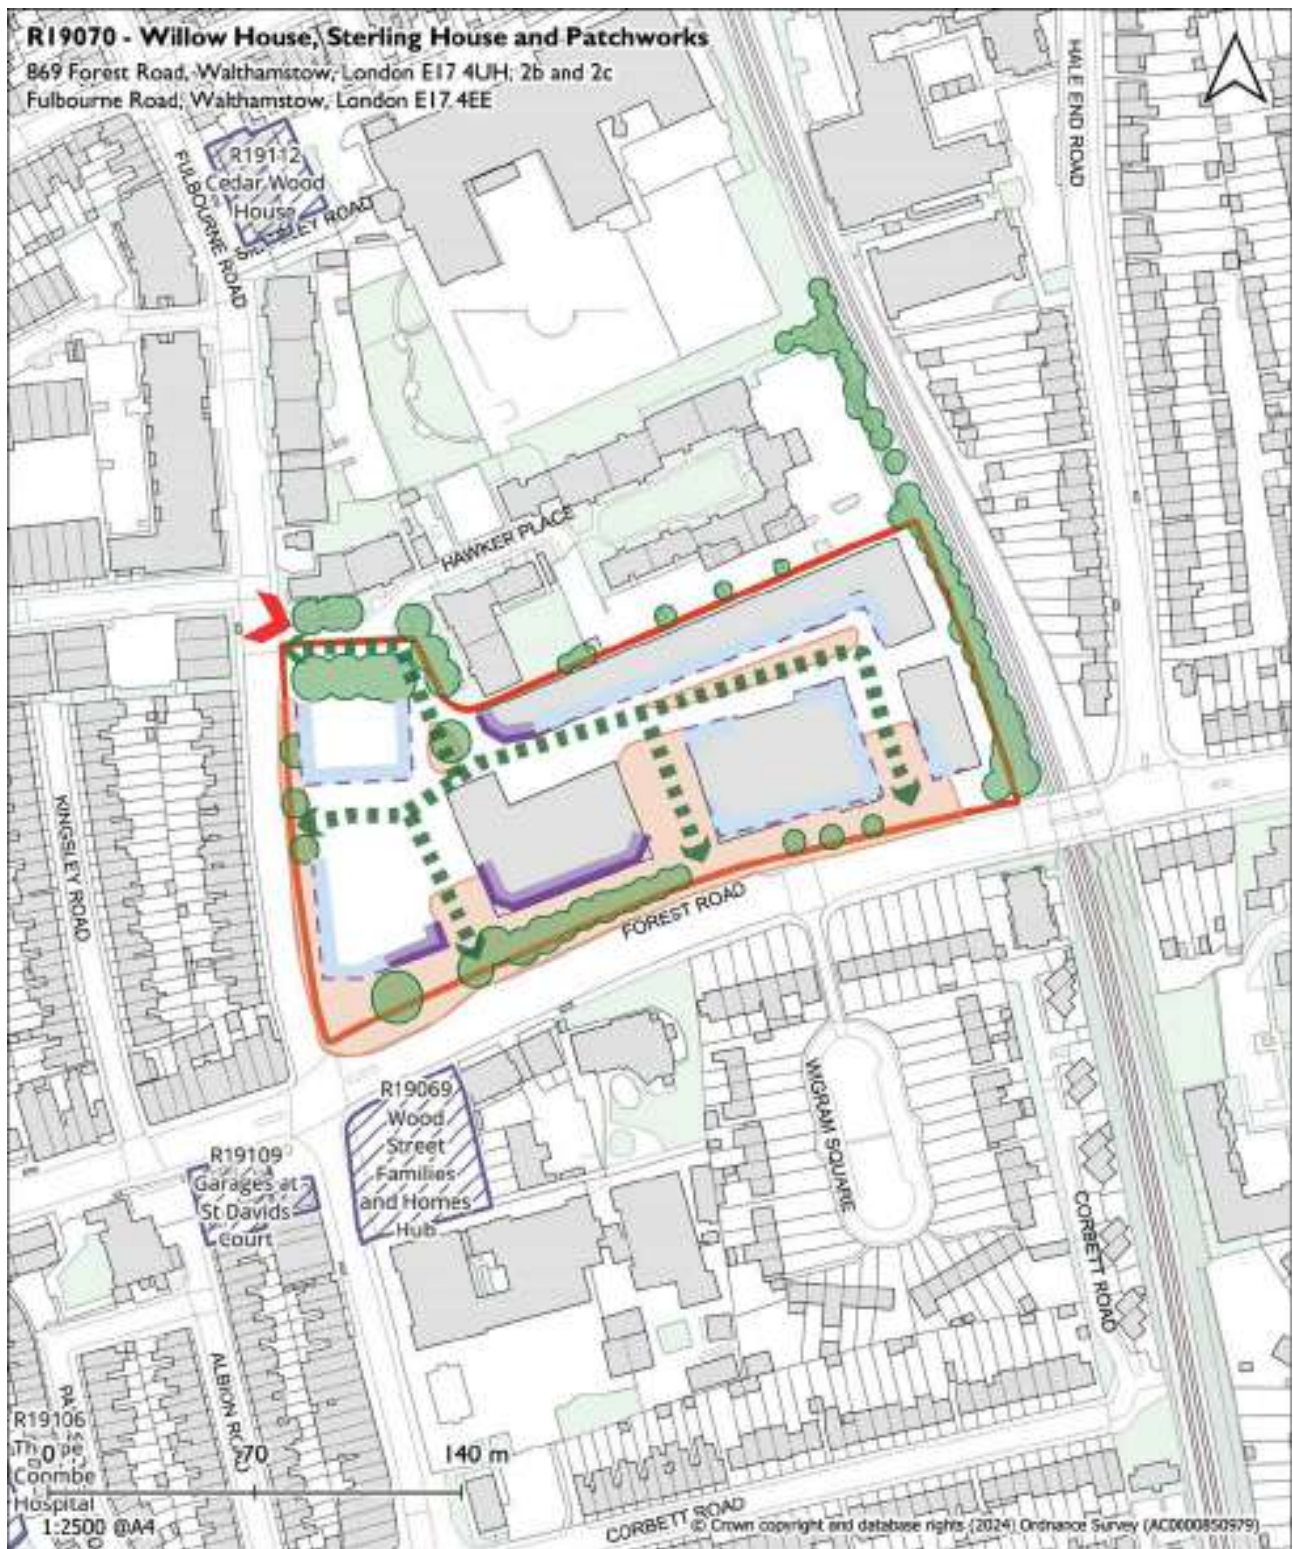 R19070 - Willow House, Sterling House and Patchworks
869 Forest Road, Walthamstow, London E17 4UH; 2b and 2c
Fulbourne Road, Walthamstow, London E17 4EE
HALE END ROAD
FULBOURNE ROAD
R19112
Cedar Wood
House
ROAD
HAWKER PLACE
KINGSLEY ROAD
FOREST ROAD
R19069
Wood
Street
Families
and Homes
Hub
R19109
Garages at
St Davids
Court
WIGRAM SQUARE
CORBETT ROAD
ALBION ROAD
R19106
Coombe
Hospital
0 70 140 m
1:2500 @A4
CORBETT ROAD
© Crown copyright and database rights (2024) Ordnance Survey (AC0000850979)